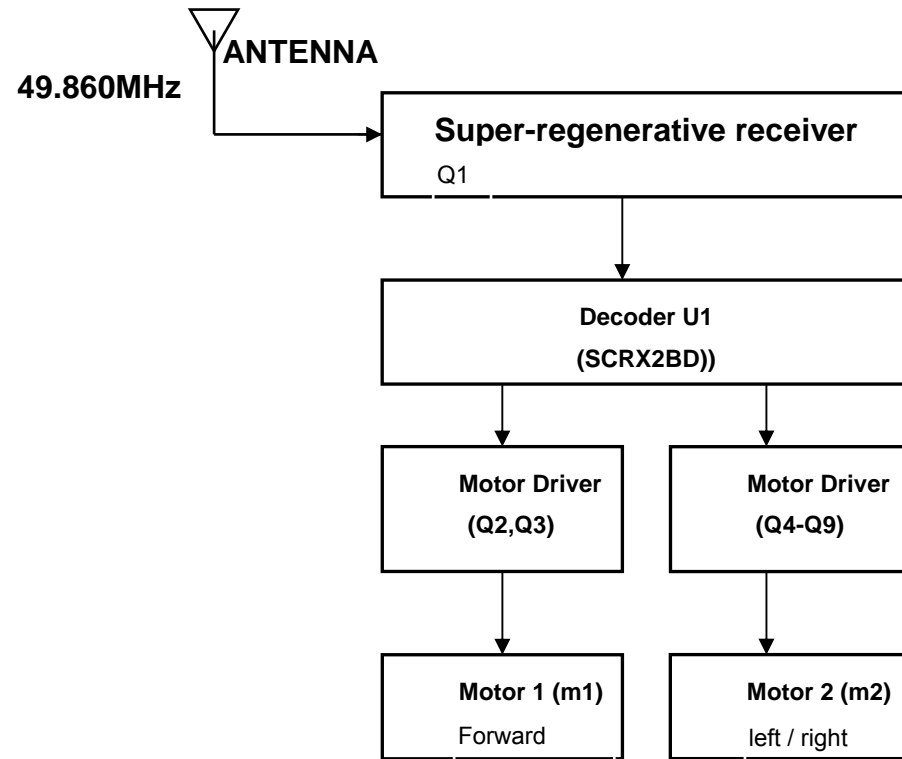 ANTENNA
49.860MHz
Super-regenerative receiver
Q1
Decoder U1
(SCRX2BD))
Motor Driver
(Q2,Q3)
Motor Driver
(Q4-Q9)
Motor 1 (m1)
Forward
Motor 2 (m2)
left / right